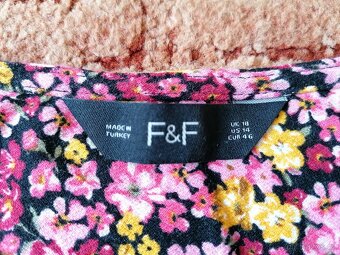 MADE IN
TURKEY
F&F
UK 18
US 14
EUR 46